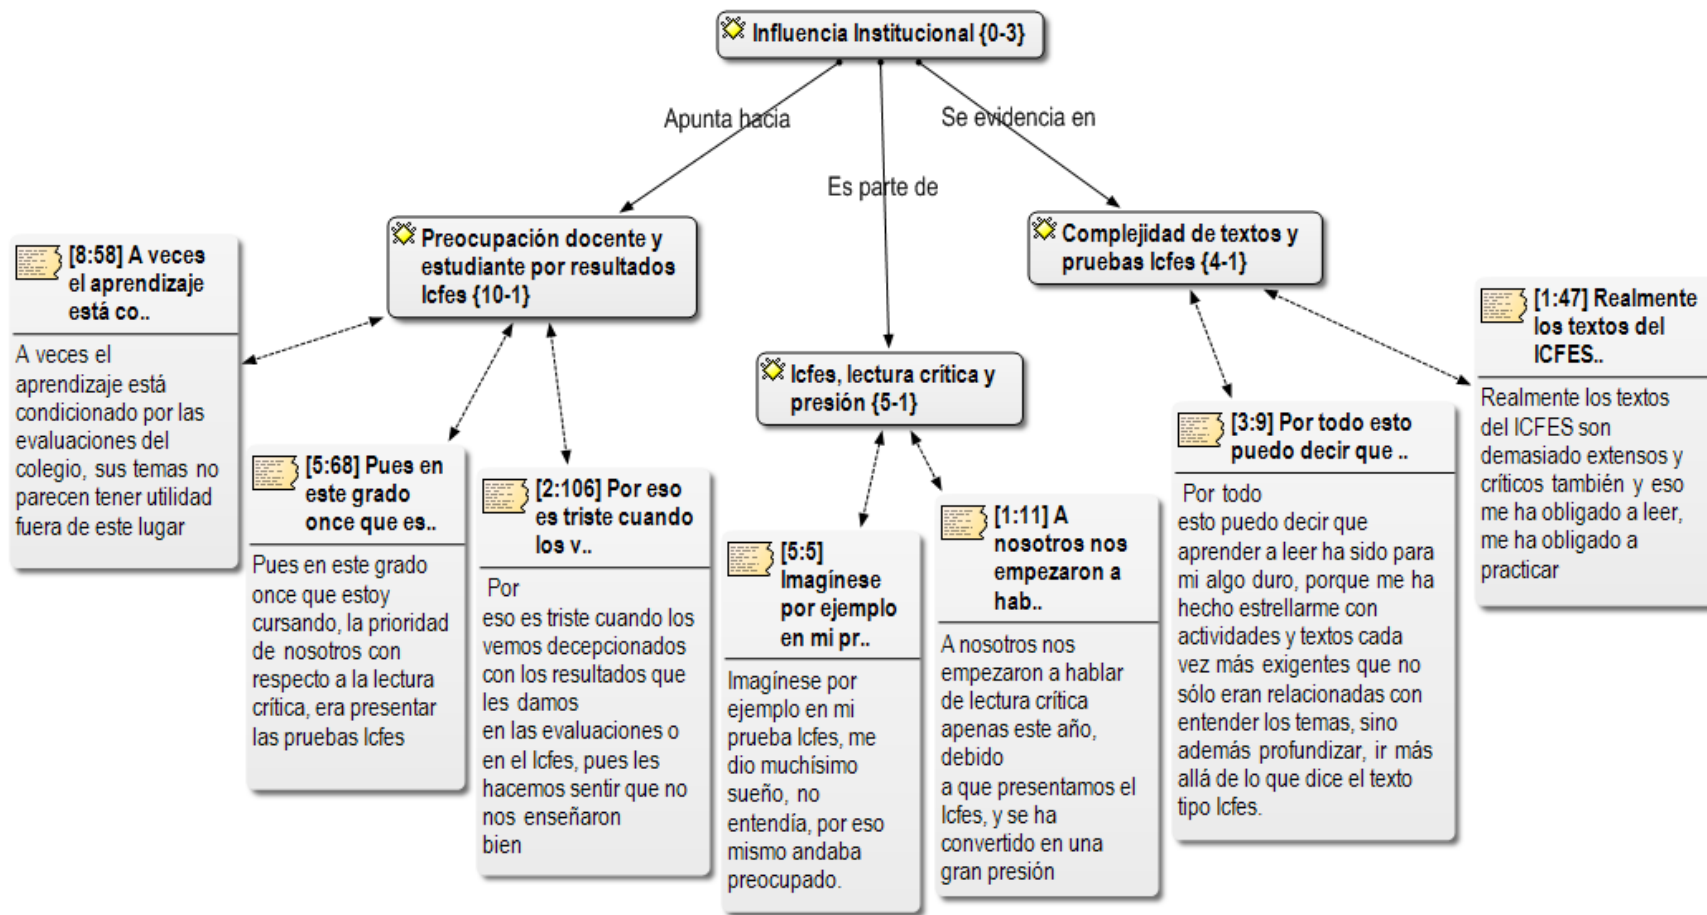 Influencia Institucional {0-3}
Apunta hacia
Se evidencia en
Es parte de
Preocupación docente y
estudiante por resultados
Icfes {10-1}
Complejidad de textos y
pruebas Icfes {4-1}
Icfes, lectura crítica y
presión {5-1}
[8:58] A veces
el aprendizaje
está co..
A veces el
aprendizaje está
condicionado por las
evaluaciones del
colegio, sus temas no
parecen tener utilidad
fuera de este lugar
[5:68] Pues en
este grado
once que es..
Pues en este grado
once que estoy
cursando, la prioridad
de nosotros con
respecto a la lectura
crítica, era presentar
las pruebas Icfes
[2:106] Por eso
es triste cuando
los v..
Por
eso es triste cuando los
vemos decepcionados
con los resultados que
les damos
en las evaluaciones o
en el Icfes, pues les
hacemos sentir que no
nos enseñaron
bien
[5:5]
Imagínese
por ejemplo
en mi pr..
Imagínese por
ejemplo en mi
prueba Icfes, me
dio muchísimo
sueño, no
entendía, por eso
mismo andaba
preocupado.
[1:11] A
nosotros nos
empezaron a
hab..
A nosotros nos
empezaron a hablar
de lectura crítica
apenas este año,
debido
a que presentamos el
Icfes, y se ha
convertido en una
gran presión
[3:9] Por todo esto
puedo decir que ..
Por todo
esto puedo decir que
aprender a leer ha sido para
mi algo duro, porque me ha
hecho estrellarme con
actividades y textos cada
vez más exigentes que no
sólo eran relacionadas con
entender los temas, sino
además profundizar, ir más
allá de lo que dice el texto
tipo Icfes.
[1:47] Realmente
los textos del
ICFES..
Realmente los textos
del ICFES son
demasiado extensos y
críticos también y eso
me ha obligado a leer,
me ha obligado a
practicar